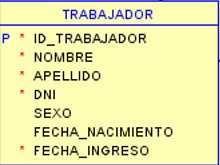 TRABAJADOR
P * ID_TRABAJADOR
* NOMBRE
* APELLIDO
* DNI
SEXO
FECHA_NACIMIENTO
* FECHA_INGRESO